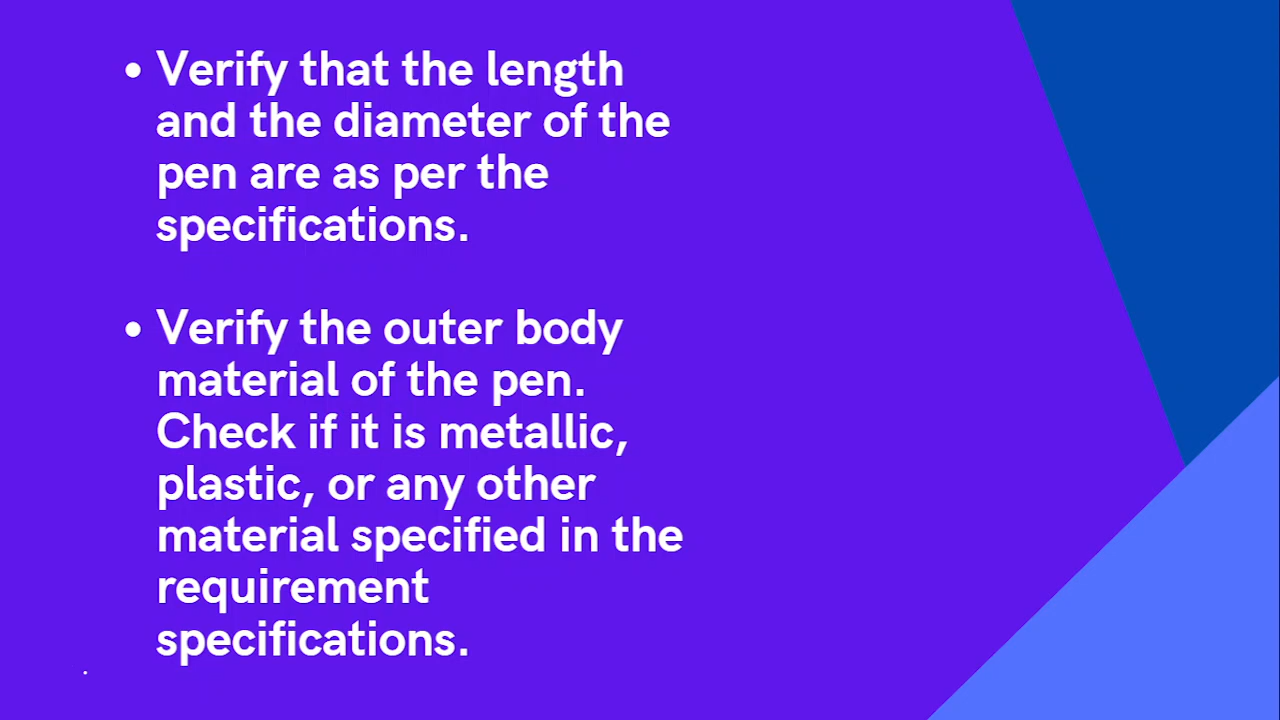 • Verify that the length
and the diameter of the
pen are as per the
specifications.
• Verify the outer body
material of the pen.
Check if it is metallic,
plastic, or any other
material specified in the
requirement
specifications.
.